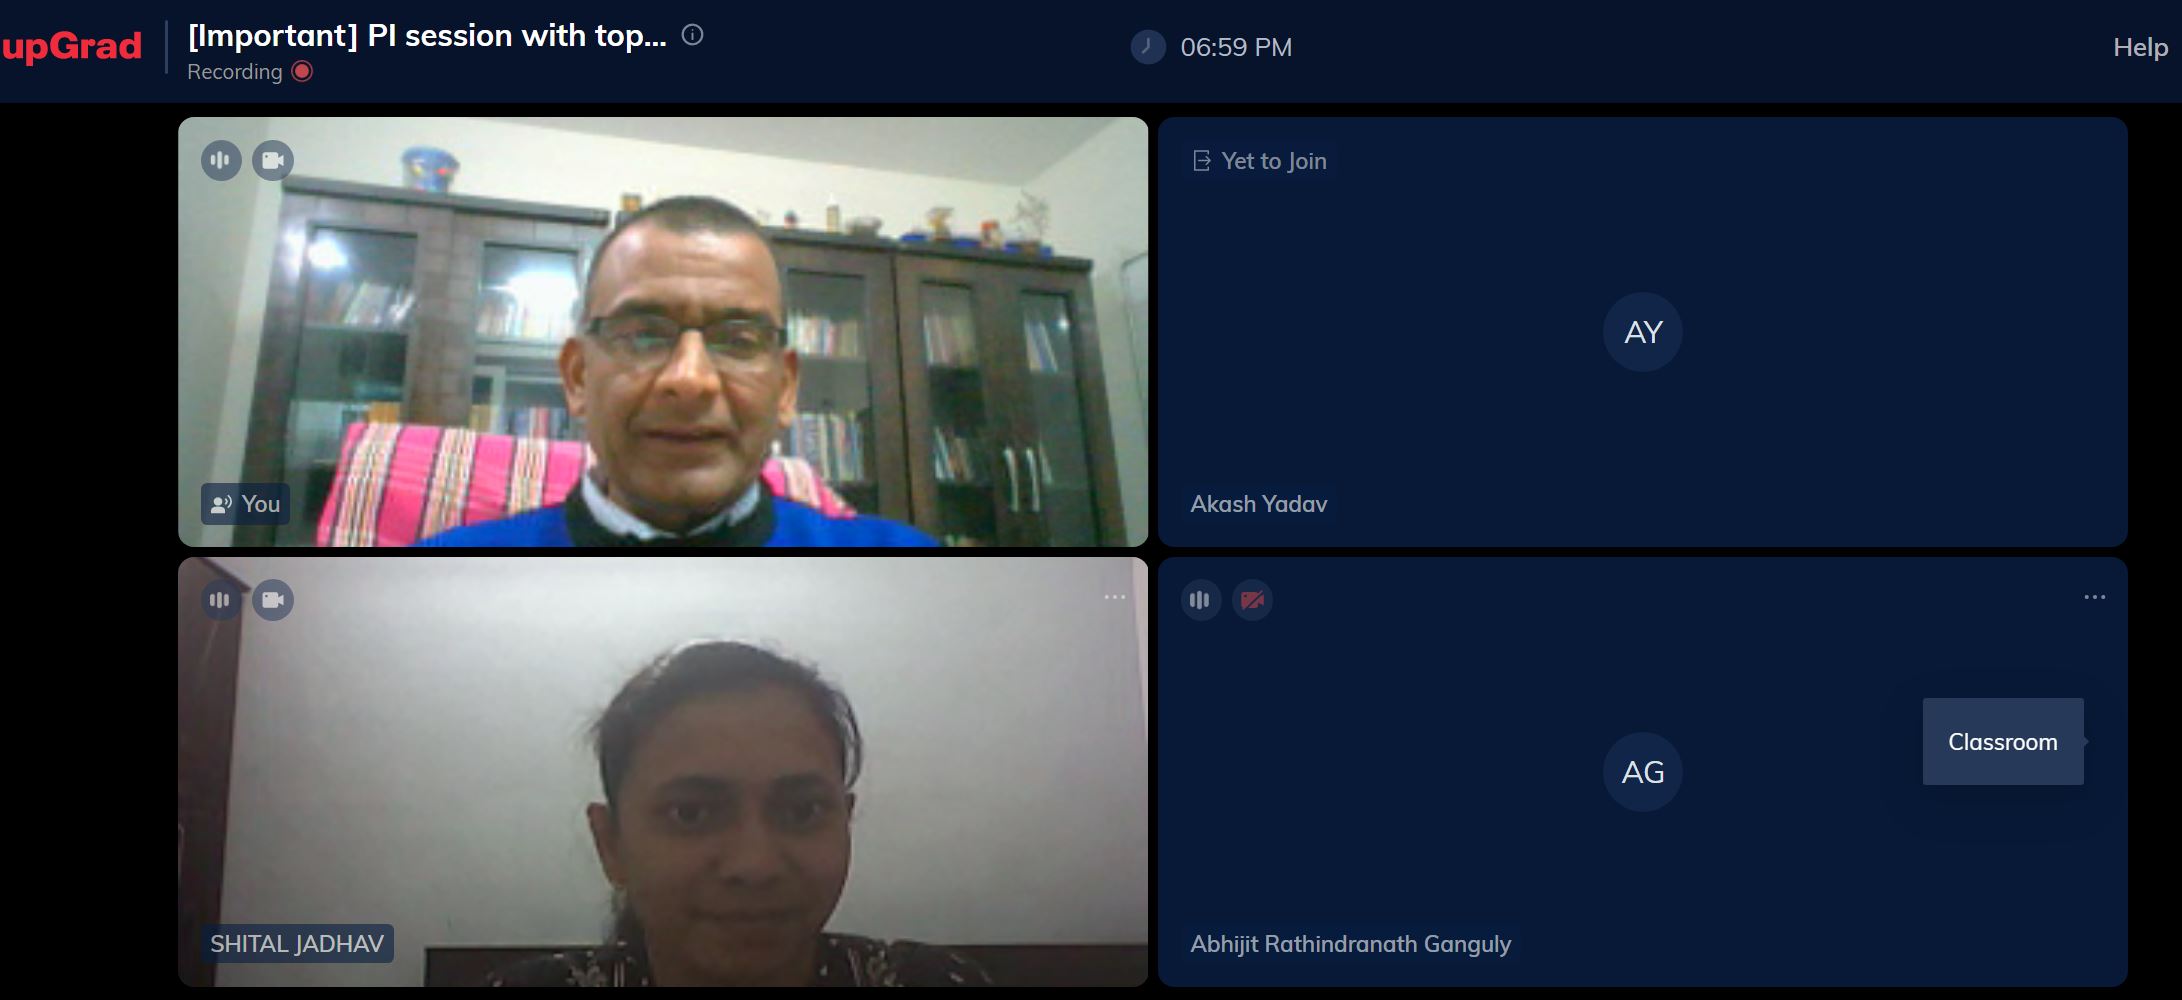 upGrad
[Important] PI session with top...
Recording
06:59 PM
Help
You
Yet to Join
AY
Akash Yadav
SHITAL JADHAV
AG
Classroom
Abhijit Rathindranath Ganguly